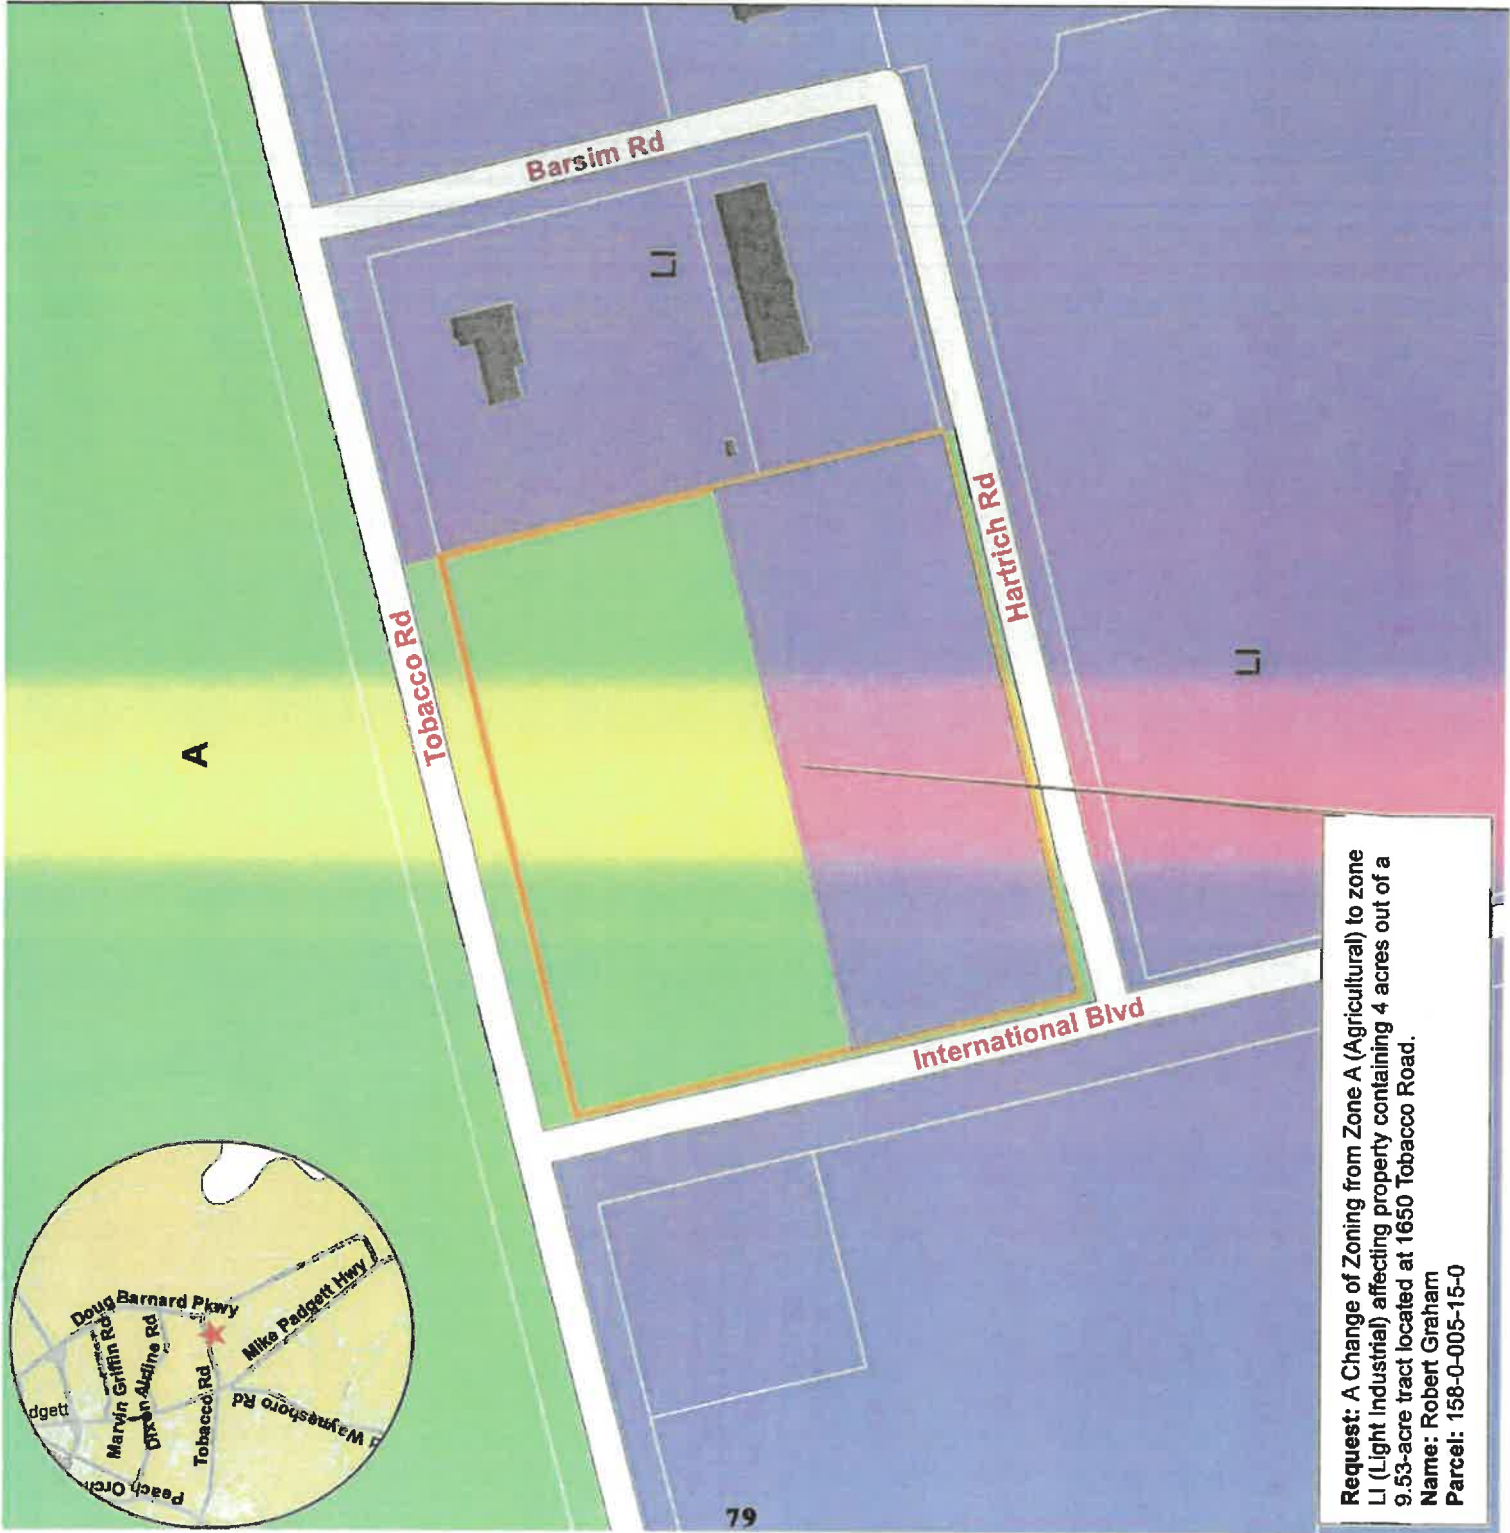 Doug Barnard Pkwy
Marvin Griffin Rd
Dixon Airline Rd
Tobacco Rd
Mike Padgett Hwy
Waynesboro Rd
Peach Orch
dgett
A
Tobacco Rd
Barsim Rd
LI
Hartrich Rd
LI
International Blvd
Request: A Change of Zoning from Zone A (Agricultural) to zone
LI (Light Industrial) affecting property containing 4 acres out of a
9.53-acre tract located at 1650 Tobacco Road.
Name: Robert Graham
Parcel: 158-0-005-15-0
79